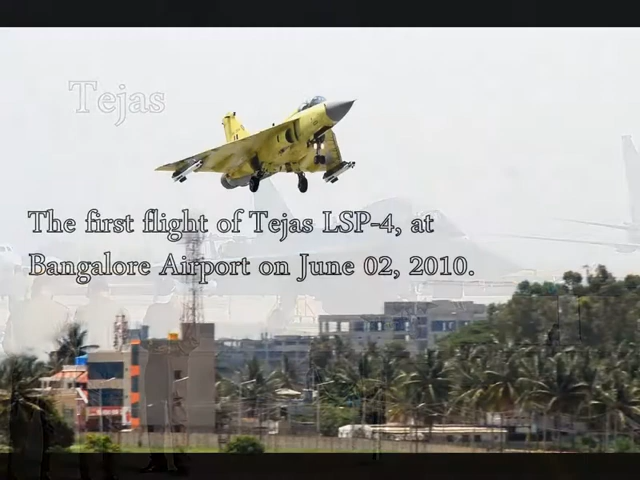 Tejas
The first flight of Tejas LSP-4, at
Bangalore Airport on June 02, 2010.